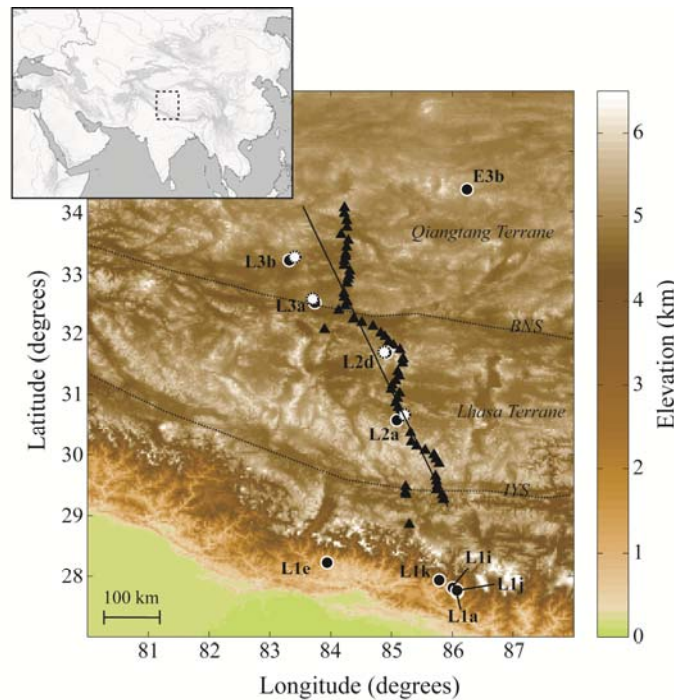 E3b
34
Qiangtang Terrane
L3b
33
L3a
BNS
32
L2d
31
Lhasa Terrane
L2a
30
IYS
29
L1e
L1k
L1i
28
L1j
L1a
100 km
81
82
83
84
85
86
87
Longitude (degrees)
Latitude (degrees)
6
5
4
3
2
1
0
Elevation (km)